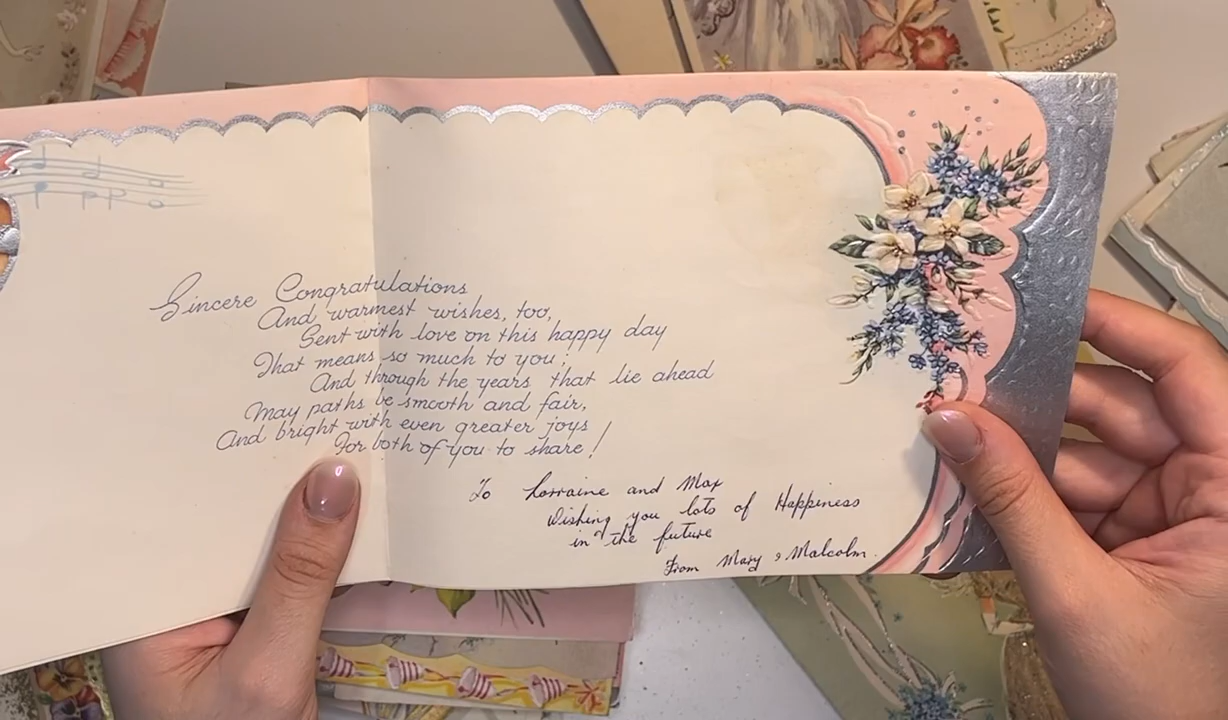 Sincere Congratulations
And warmest wishes, too,
Sent with love on this happy day
That means so much to you;
And through the years that lie ahead
May paths be smooth and fair,
And bright with even greater joys
For both of you to share!
To Lorraine and Max
Wishing you lots of Happiness
in the future
From Mary & Malcolm.